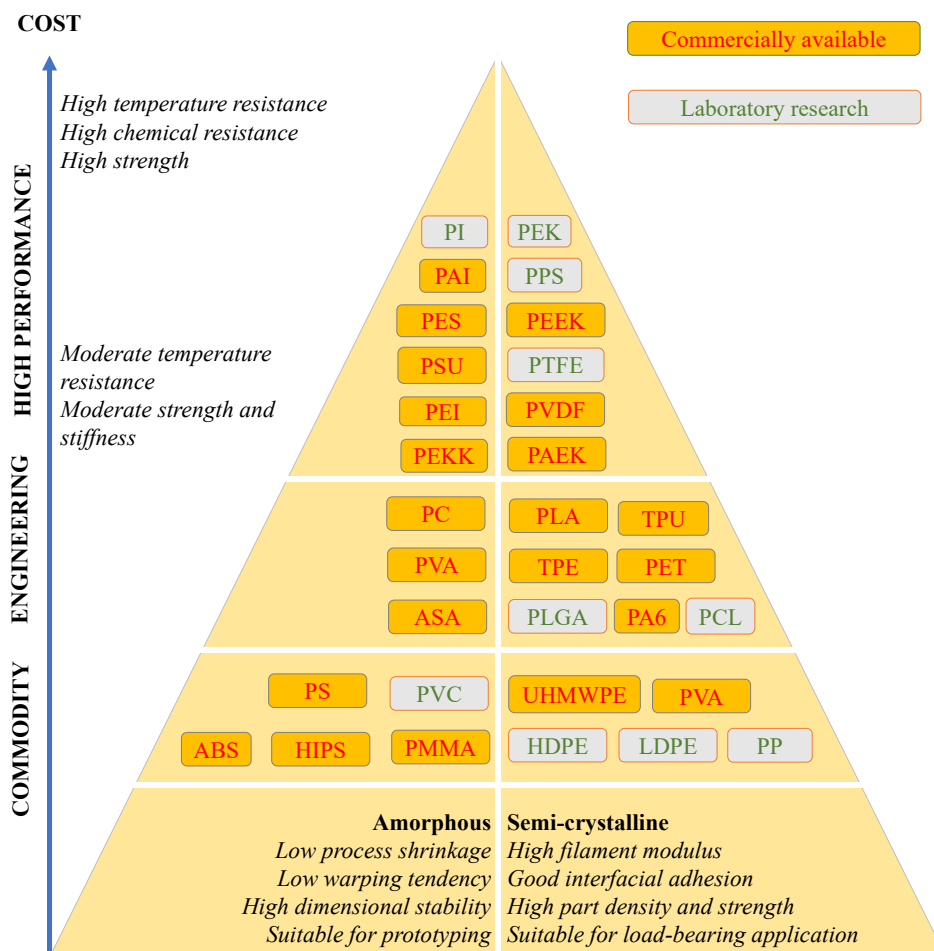 COST
Commercially available
Laboratory research
High temperature resistance
High chemical resistance
High strength
HIGH PERFORMANCE
PI PEK
PAI PPS
PES PEEK
Moderate temperature
resistance
Moderate strength and
stiffness
PSU PTFE
PEI PVDF
PEKK PAEK
ENGINEERING
PC PLA TPU
PVA TPE PET
ASA PLGA PA6 PCL
COMMODITY
PS PVC UHMWPE PVA
ABS HIPS PMMA HDPE LDPE PP
Amorphous
Low process shrinkage
Low warping tendency
High dimensional stability
Suitable for prototyping
Semi-crystalline
High filament modulus
Good interfacial adhesion
High part density and strength
Suitable for load-bearing application